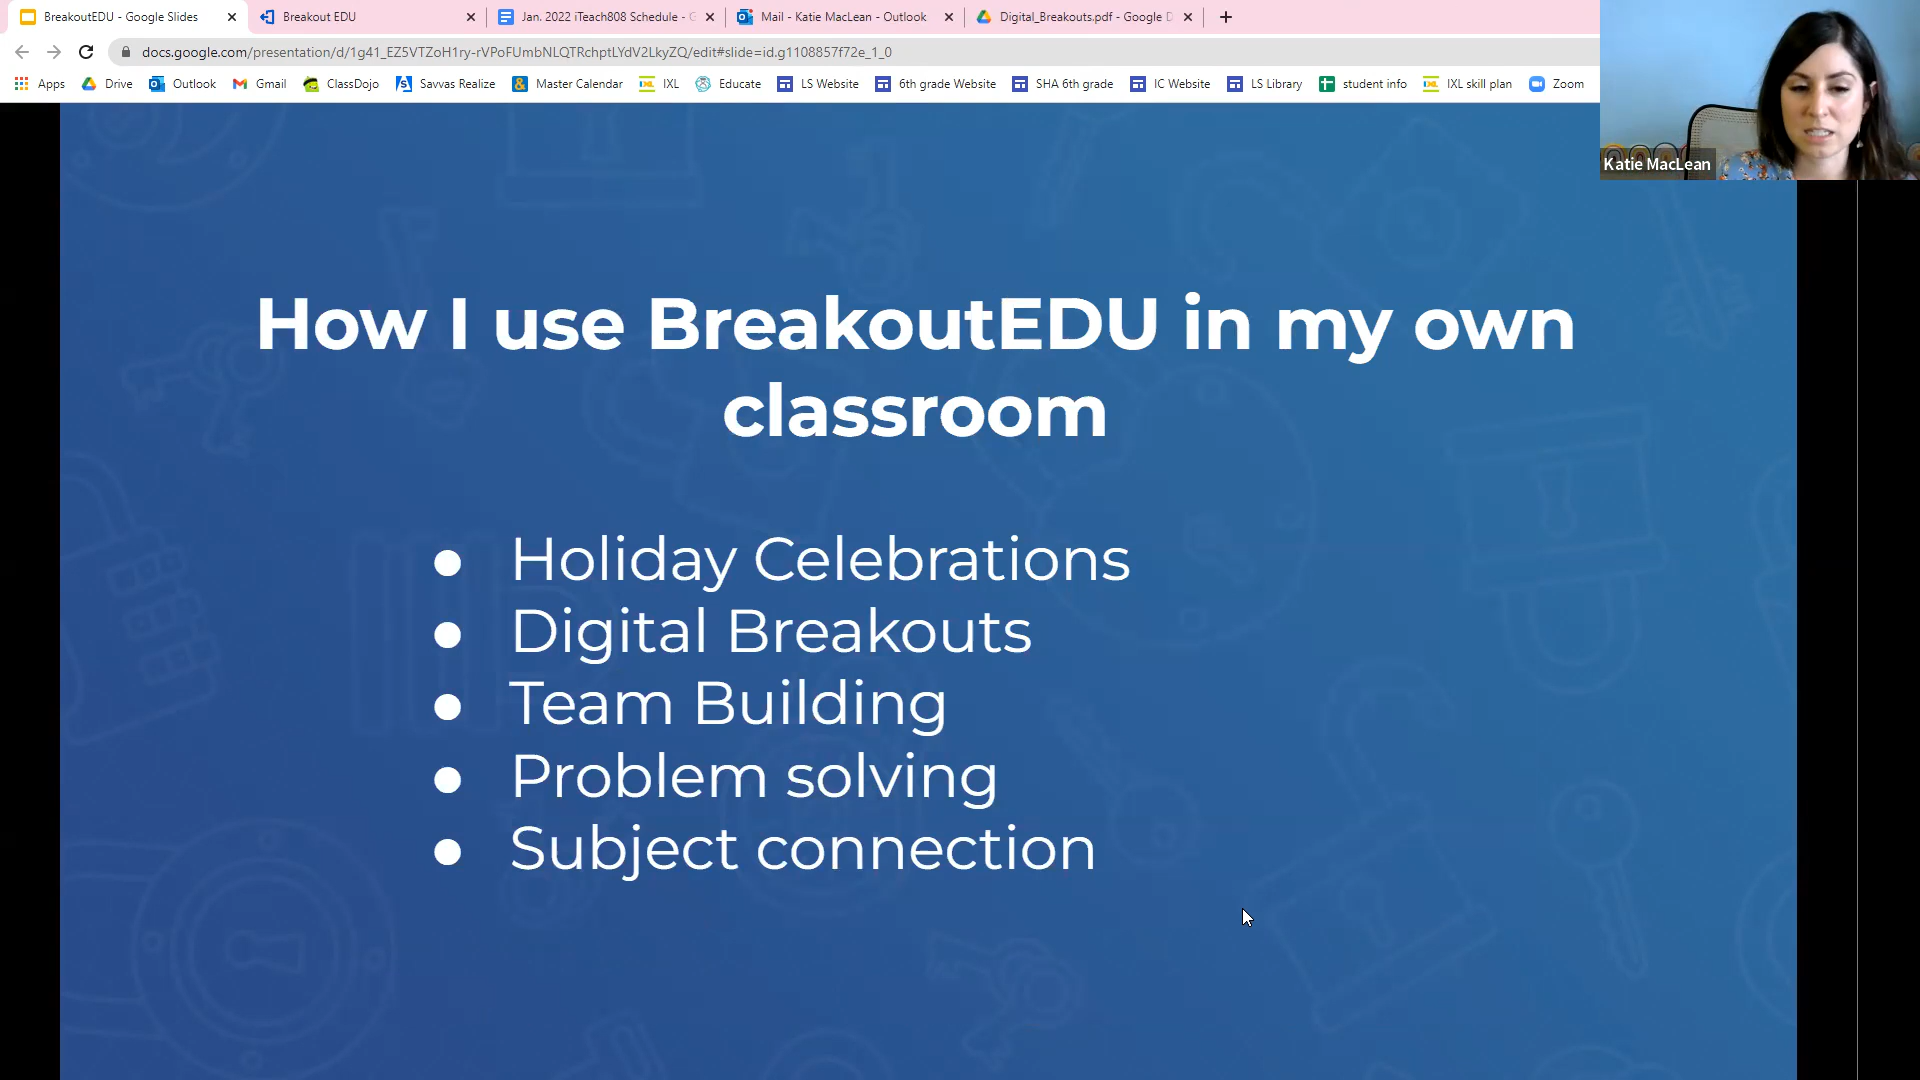 BreakoutEDU - Google Slides
Breakout EDU
Jan. 2022 iTeach808 Schedule - G
Mail - Katie MacLean - Outlook
Digital_Breakouts.pdf - Google D
docs.google.com/presentation/d/1g41_EZ5VTZoH1ry-rVPoFUmbNLQTRchptLYdV2LkyZQ/edit#slide=id.g1108857f72e_1_0
Apps Drive Outlook Gmail ClassDojo Savvas Realize Master Calendar IXL Educate LS Website 6th grade Website SHA 6th grade IC Website LS Library student info IXL skill plan Zoom
Katie MacLean
How I use BreakoutEDU in my own
classroom
● Holiday Celebrations
● Digital Breakouts
● Team Building
● Problem solving
● Subject connection